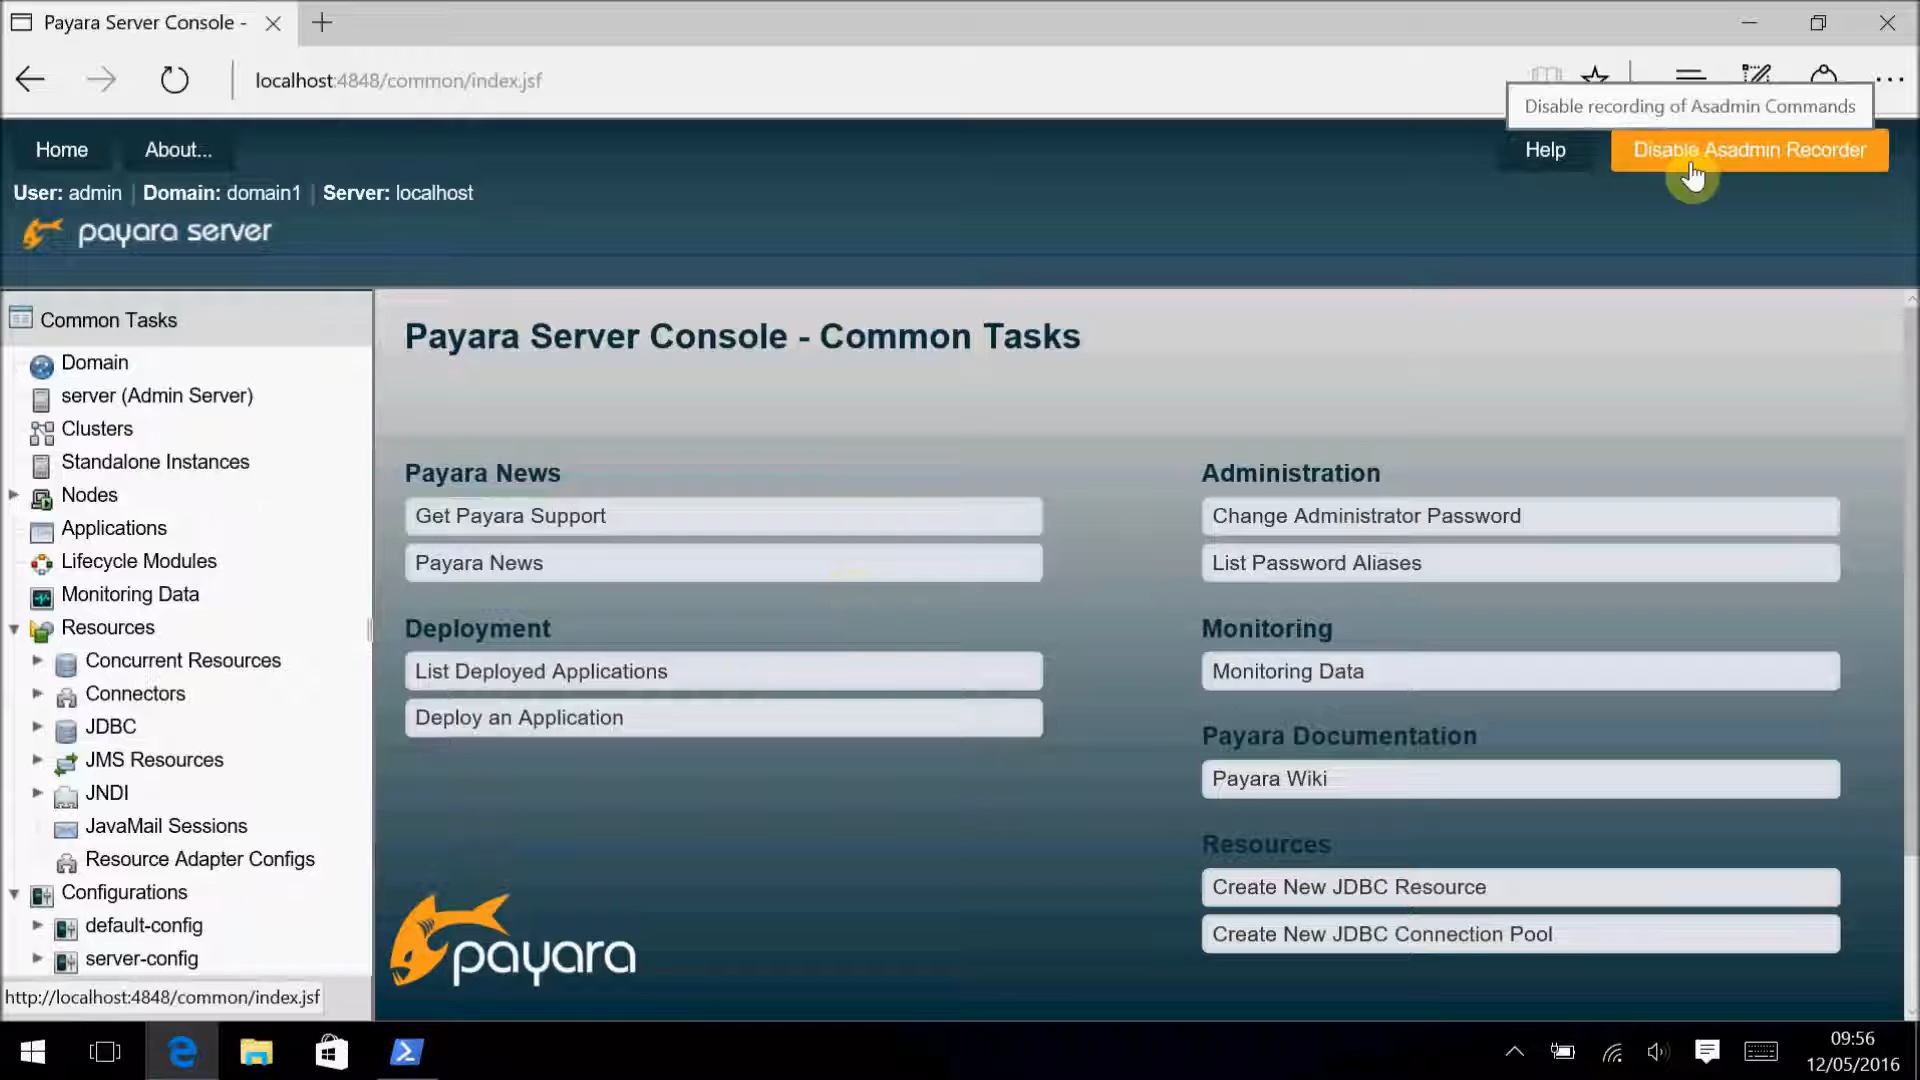 Payara Server Console -
localhost:4848/common/index.jsf
Disable recording of Asadmin Commands
Home
About...
Help
Disable Asadmin Recorder
User: admin | Domain: domain1 | Server: localhost
payara server
Common Tasks
Domain
server (Admin Server)
Clusters
Standalone Instances
Nodes
Applications
Lifecycle Modules
Monitoring Data
Resources
Concurrent Resources
Connectors
JDBC
JMS Resources
JNDI
JavaMail Sessions
Resource Adapter Configs
Configurations
default-config
server-config
http://localhost:4848/common/index.jsf
Payara Server Console - Common Tasks
Payara News
Get Payara Support
Payara News
Deployment
List Deployed Applications
Deploy an Application
payara
Administration
Change Administrator Password
List Password Aliases
Monitoring
Monitoring Data
Payara Documentation
Payara Wiki
Resources
Create New JDBC Resource
Create New JDBC Connection Pool
09:56
12/05/2016